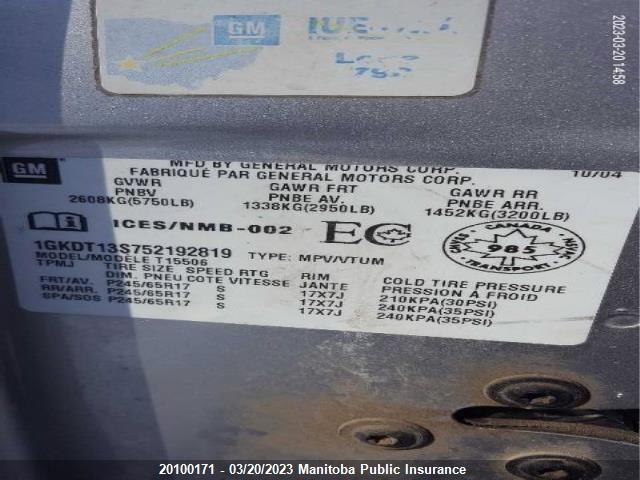 2023-03-20 14:58
GM
GM
MFD BY GENERAL MOTORS CORP.
10/04
FABRIQUÉ PAR GENERAL MOTORS CORP.
GVWR GAWR FRT GAWR RR
PNBV PNBE AV. PNBE ARR.
2608KG(5750LB) 1338KG(2950LB) 1452KG(3200LB)
ICES/NMB-002 EC
CANADA
985
TRANSPORT
1GKDT13S752192819 TYPE: MPV/VTUM
MODEL/MODÈLE T15506
TPMJ TIRE SIZE SPEED RTG RIM COLD TIRE PRESSURE
DIM. PNEU COTE VITESSE JANTE PRESSION À FROID
FRT/AV. P245/65R17 S 17X7J 210KPA(30PSI)
RR/ARR. P245/65R17 S 17X7J 240KPA(35PSI)
SPA/SOS P245/65R17 S 17X7J 240KPA(35PSI)
20100171 - 03/20/2023 Manitoba Public Insurance